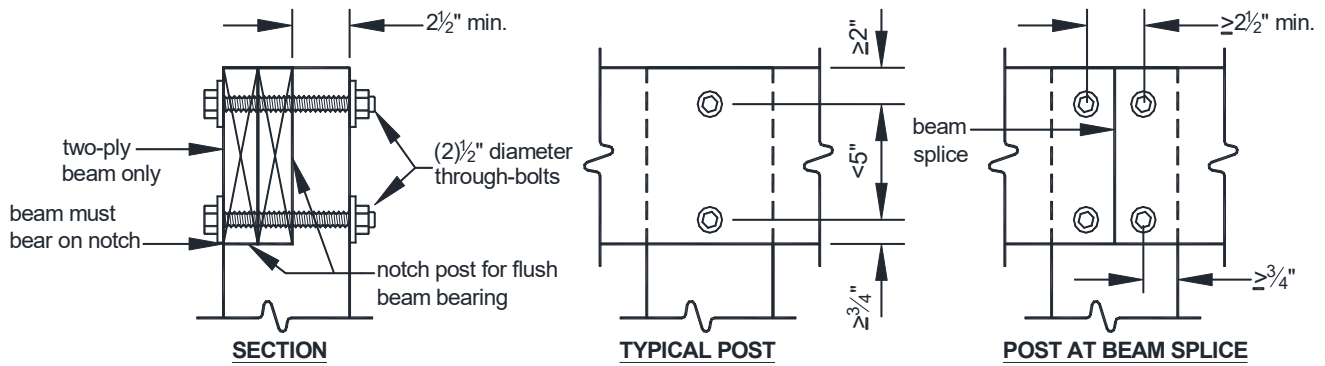 2½" min.
two-ply
beam only
(2)½" diameter
through-bolts
beam must
bear on notch
notch post for flush
beam bearing
SECTION
≥2"
<5"
≥¾"
TYPICAL POST
≥2½" min.
beam
splice
≥¾"
POST AT BEAM SPLICE